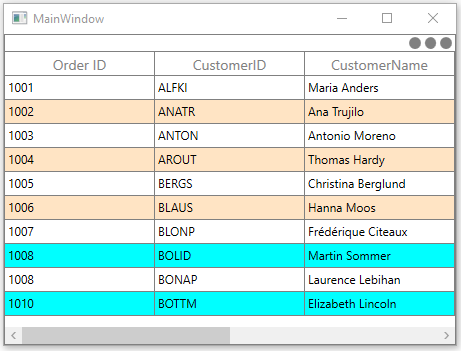 MainWindow
Order ID CustomerID CustomerName
1001 ALFKI Maria Anders
1002 ANATR Ana Trujilo
1003 ANTON Antonio Moreno
1004 AROUT Thomas Hardy
1005 BERGS Christina Berglund
1006 BLAUS Hanna Moos
1007 BLONP Frédérique Citeaux
1008 BOLID Martin Sommer
1008 BONAP Laurence Lebihan
1010 BOTTM Elizabeth Lincoln